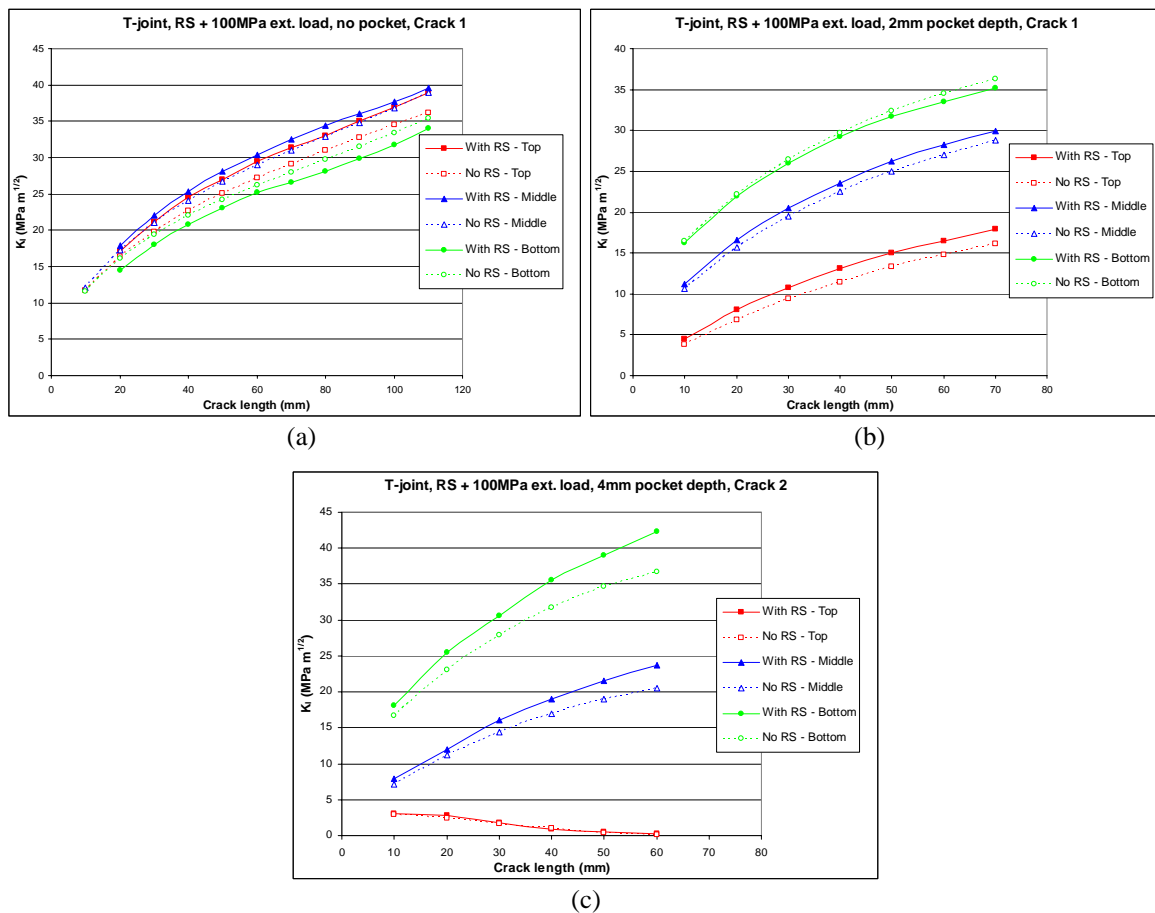 T-joint, RS + 100MPa ext. load, no pocket, Crack 1
45
40
35
30
25
20
15
10
5
0
0 20 40 60 80 100 120
Crack length (mm)
KI (MPa m1/2)
With RS - Top
No RS - Top
With RS - Middle
No RS - Middle
With RS - Bottom
No RS - Bottom
(a)
T-joint, RS + 100MPa ext. load, 2mm pocket depth, Crack 1
40
35
30
25
20
15
10
5
0
0 10 20 30 40 50 60 70 80
Crack length (mm)
KI (MPa m1/2)
With RS - Top
No RS - Top
With RS - Middle
No RS - Middle
With RS - Bottom
No RS - Bottom
(b)
T-joint, RS + 100MPa ext. load, 4mm pocket depth, Crack 2
45
40
35
30
25
20
15
10
5
0
0 10 20 30 40 50 60 70 80
Crack length (mm)
KI (MPa m1/2)
With RS - Top
No RS - Top
With RS - Middle
No RS - Middle
With RS - Bottom
No RS - Bottom
(c)